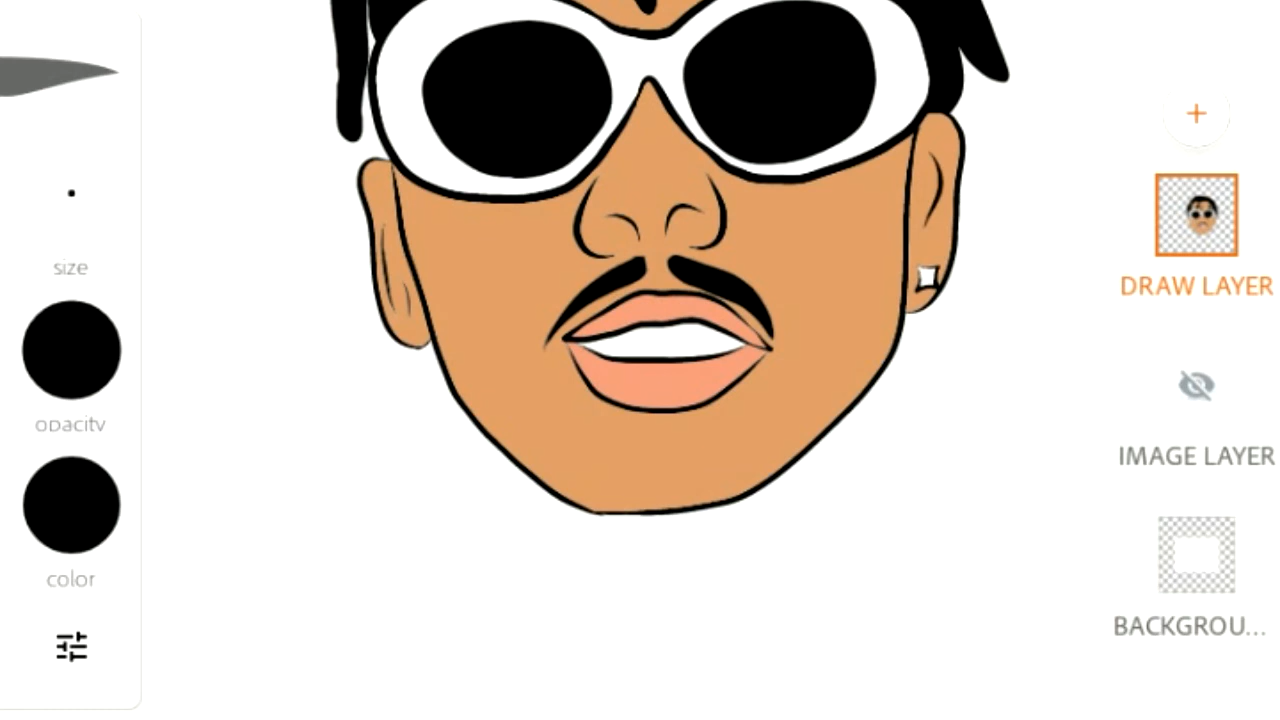 size
opacity
color
DRAW LAYER
IMAGE LAYER
BACKGROU...